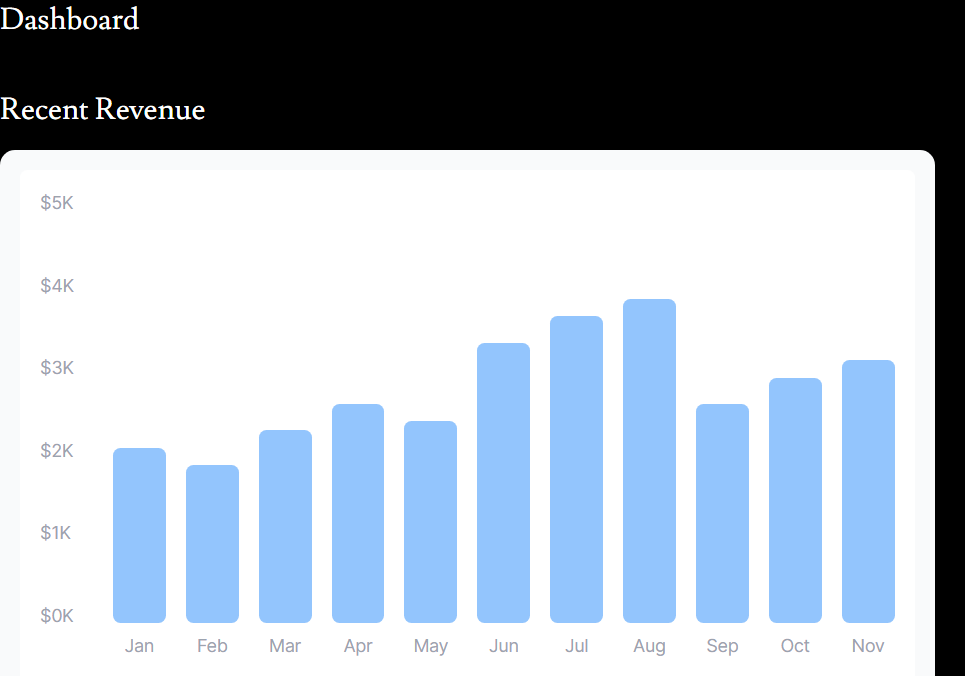 Dashboard
Recent Revenue
$5K
$4K
$3K
$2K
$1K
$0K
Jan Feb Mar Apr May Jun Jul Aug Sep Oct Nov